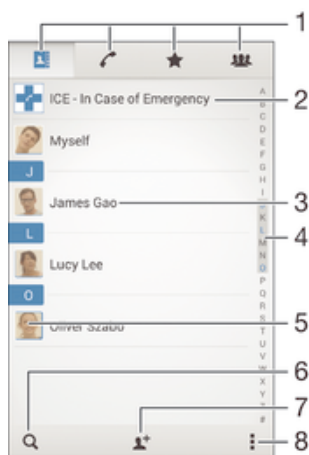 1
ICE - In Case of Emergency
2
Myself
J
James Gao
3
L
Lucy Lee
4
O
Oliver Szabo
5
6
7
8
A
B
C
D
E
F
G
H
I
J
K
L
M
N
O
P
Q
R
S
T
U
V
W
X
Y
Z
#